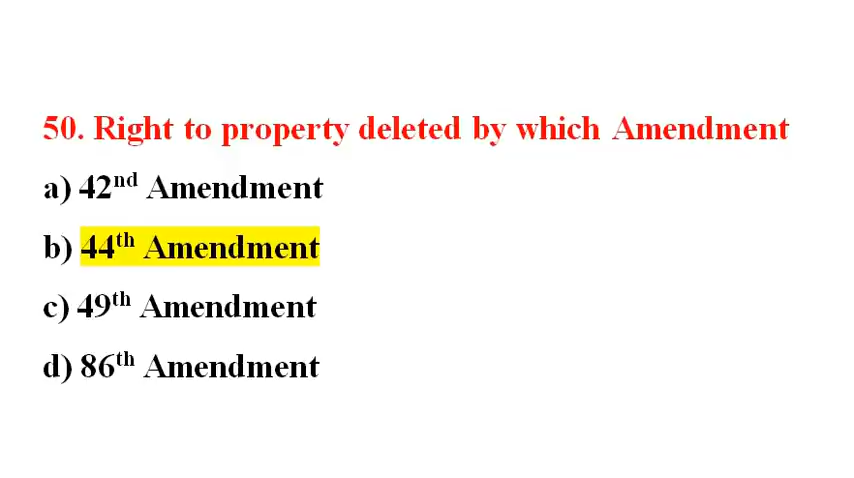 50. Right to property deleted by which Amendment
a) 42nd Amendment
b) 44th Amendment
c) 49th Amendment
d) 86th Amendment